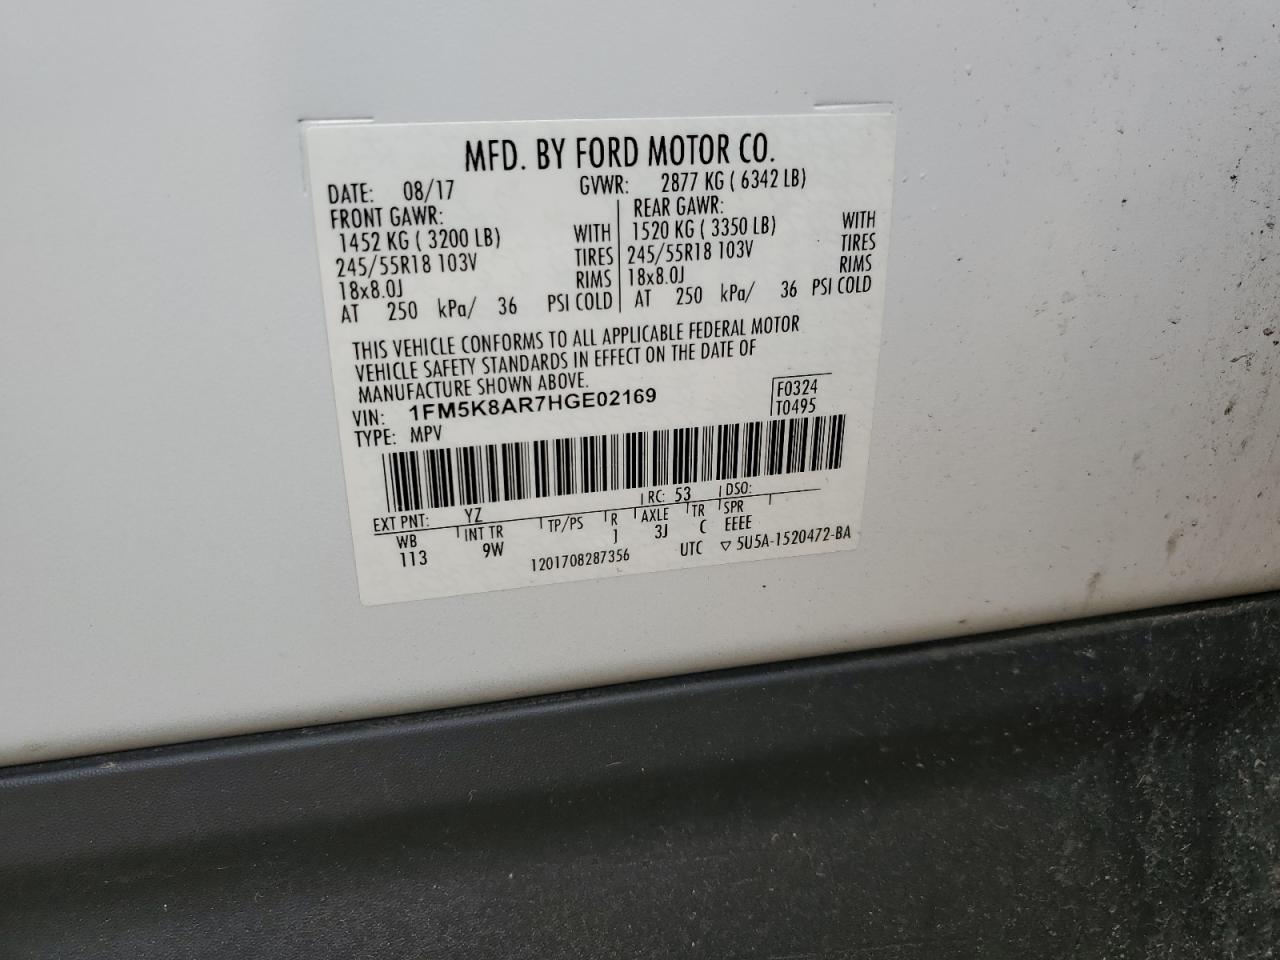 MFD. BY FORD MOTOR CO.
DATE: 08/17 GVWR: 2877 KG ( 6342 LB)
FRONT GAWR: REAR GAWR:
1452 KG ( 3200 LB) WITH 1520 KG ( 3350 LB) WITH
245/55R18 103V TIRES 245/55R18 103V TIRES
18x8.0J RIMS 18x8.0J RIMS
AT 250 kPa/ 36 PSI COLD AT 250 kPa/ 36 PSI COLD
THIS VEHICLE CONFORMS TO ALL APPLICABLE FEDERAL MOTOR
VEHICLE SAFETY STANDARDS IN EFFECT ON THE DATE OF
MANUFACTURE SHOWN ABOVE.
VIN: 1FM5K8AR7HGE02169 F0324
TYPE: MPV T0495
EXT PNT: YZ RC: 53 DSO:
WB INT TR TP/PS R AXLE TR SPR
113 9W 1 3J C EEEE
1201708287356 UTC ▽ 5U5A-1520472-BA